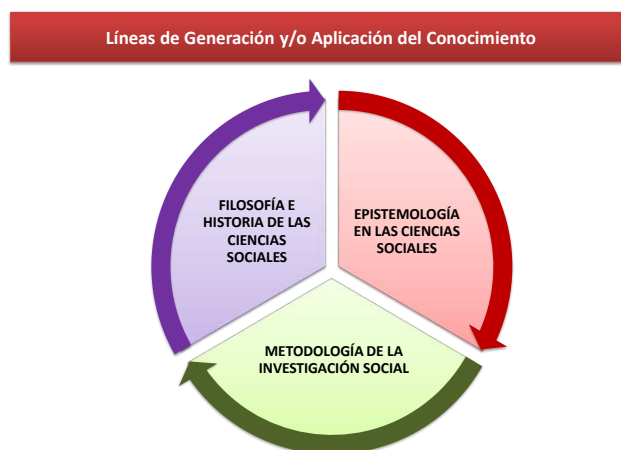 Líneas de Generación y/o Aplicación del Conocimiento
FILOSOFÍA E
HISTORIA DE LAS
CIENCIAS
SOCIALES
EPISTEMOLOGÍA
EN LAS CIENCIAS
SOCIALES
METODOLOGÍA DE LA
INVESTIGACIÓN SOCIAL